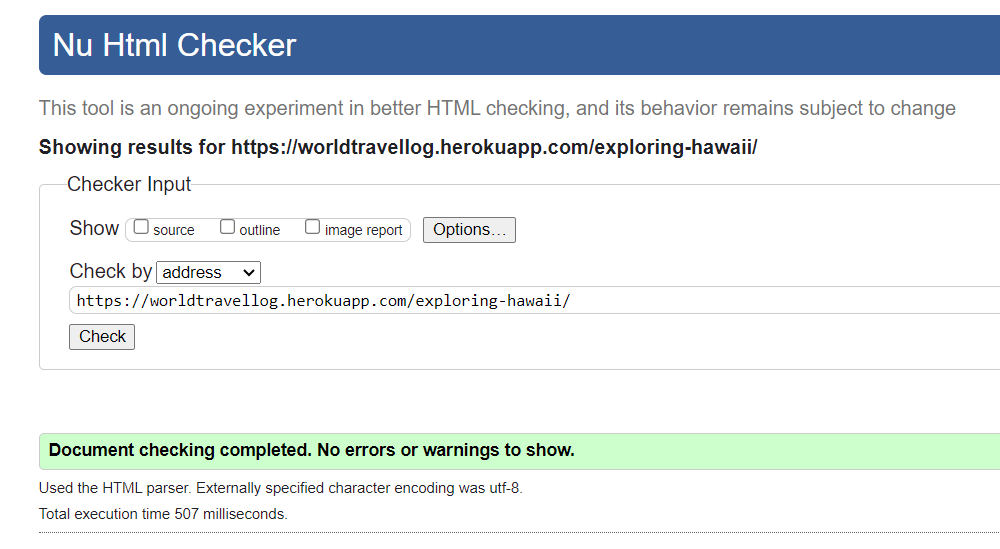 Nu Html Checker
This tool is an ongoing experiment in better HTML checking, and its behavior remains subject to change
Showing results for https://worldtravellog.herokuapp.com/exploring-hawaii/
Checker Input
Show source outline image report Options...
Check by address
https://worldtravellog.herokuapp.com/exploring-hawaii/
Check
Document checking completed. No errors or warnings to show.
Used the HTML parser. Externally specified character encoding was utf-8.
Total execution time 507 milliseconds.